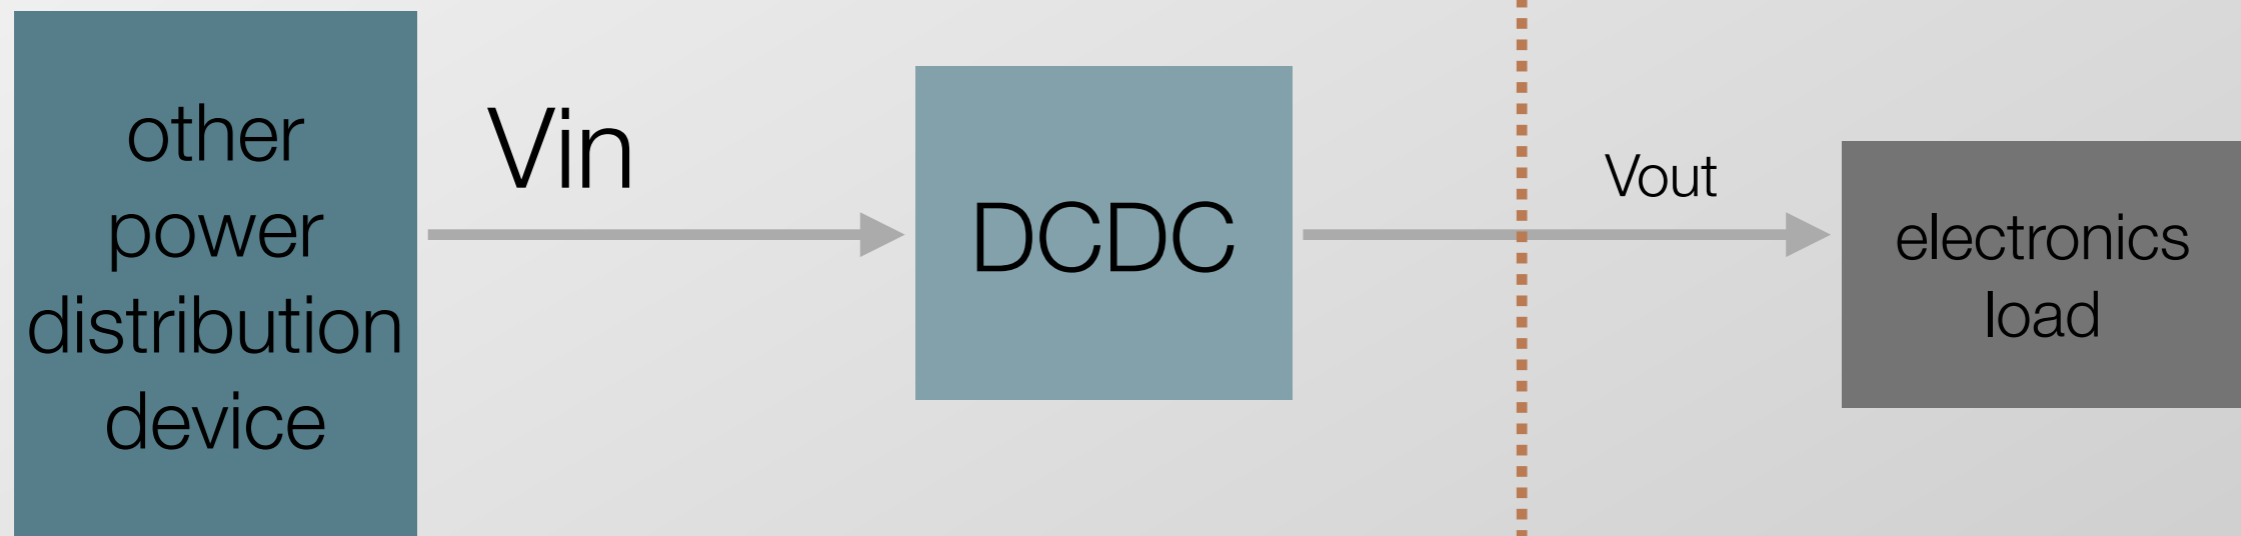 other
power
distribution
device
Vin
DCDC
Vout
electronics
load